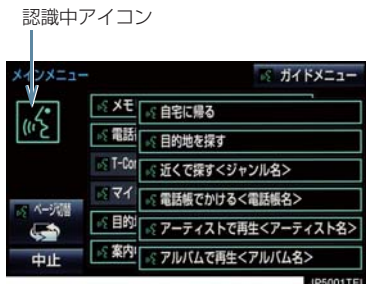 認識中アイコン
メインメニュー
ガイドメニュー
メモ
自宅に帰る
電話
目的地を探す
T-Con
近くで探す<ジャンル名>
マイ
電話帳でかける<電話帳名>
ページ切替
目的
アーティストで再生<アーティスト名>
中止
案内
アルバムで再生<アルバム名>